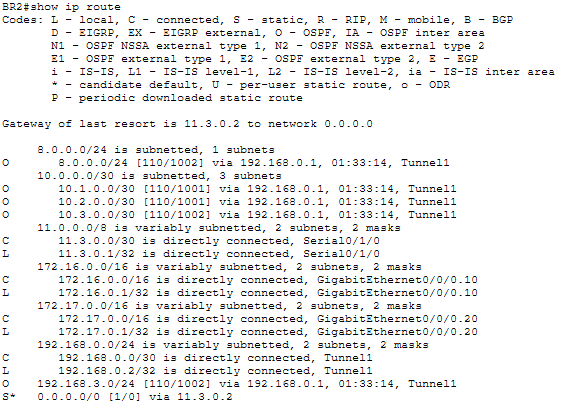 BR2#show ip route
Codes: L - local, C - connected, S - static, R - RIP, M - mobile, B - BGP
       D - EIGRP, EX - EIGRP external, O - OSPF, IA - OSPF inter area
       N1 - OSPF NSSA external type 1, N2 - OSPF NSSA external type 2
       E1 - OSPF external type 1, E2 - OSPF external type 2, E - EGP
       i - IS-IS, L1 - IS-IS level-1, L2 - IS-IS level-2, ia - IS-IS inter area
       * - candidate default, U - per-user static route, o - ODR
       P - periodic downloaded static route

Gateway of last resort is 11.3.0.2 to network 0.0.0.0

     8.0.0.0/24 is subnetted, 1 subnets
O       8.0.0.0/24 [110/1002] via 192.168.0.1, 01:33:14, Tunnel1
     10.0.0.0/30 is subnetted, 3 subnets
O       10.1.0.0/30 [110/1001] via 192.168.0.1, 01:33:14, Tunnel1
O       10.2.0.0/30 [110/1001] via 192.168.0.1, 01:33:14, Tunnel1
O       10.3.0.0/30 [110/1002] via 192.168.0.1, 01:33:14, Tunnel1
     11.0.0.0/8 is variably subnetted, 2 subnets, 2 masks
C       11.3.0.0/30 is directly connected, Serial0/1/0
L       11.3.0.1/32 is directly connected, Serial0/1/0
     172.16.0.0/16 is variably subnetted, 2 subnets, 2 masks
C       172.16.0.0/16 is directly connected, GigabitEthernet0/0/0.10
L       172.16.0.1/32 is directly connected, GigabitEthernet0/0/0.10
     172.17.0.0/16 is variably subnetted, 2 subnets, 2 masks
C       172.17.0.0/16 is directly connected, GigabitEthernet0/0/0.20
L       172.17.0.1/32 is directly connected, GigabitEthernet0/0/0.20
     192.168.0.0/24 is variably subnetted, 2 subnets, 2 masks
C       192.168.0.0/30 is directly connected, Tunnel1
L       192.168.0.2/32 is directly connected, Tunnel1
O    192.168.3.0/24 [110/1002] via 192.168.0.1, 01:33:14, Tunnel1
S*   0.0.0.0/0 [1/0] via 11.3.0.2